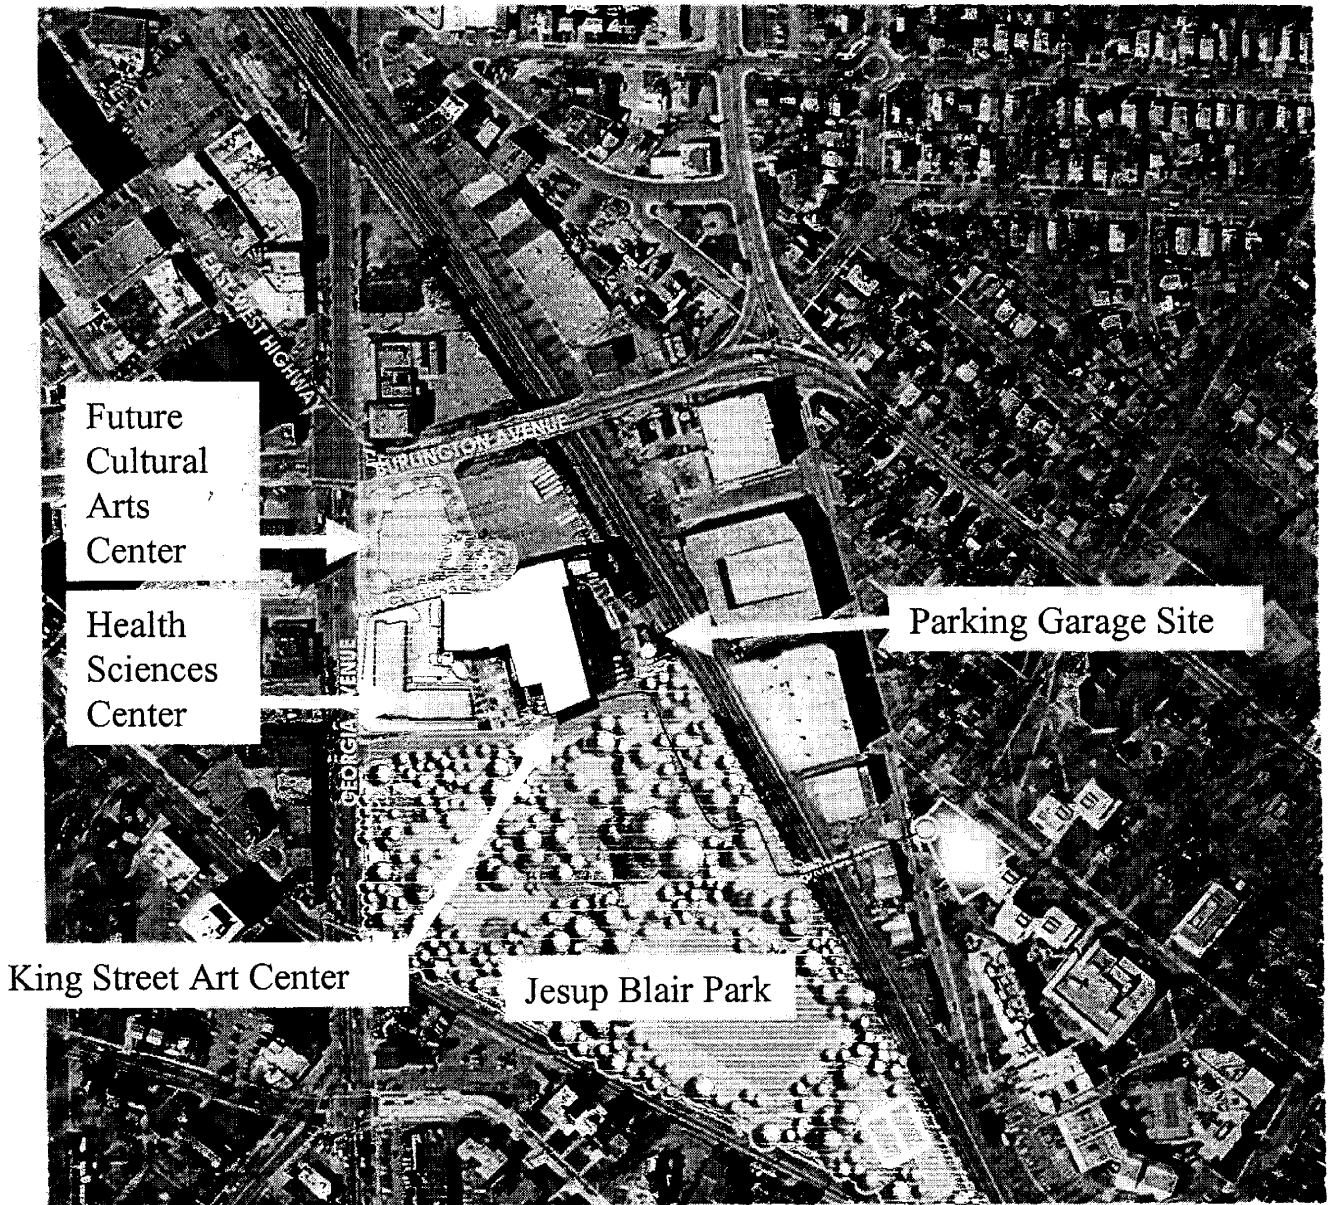 EAST WEST HIGHWAY
Future
Cultural
Arts
Center
BURLINGTON AVENUE
Health
Sciences
Center
Parking Garage Site
GEORGIA AVENUE
King Street Art Center
Jesup Blair Park